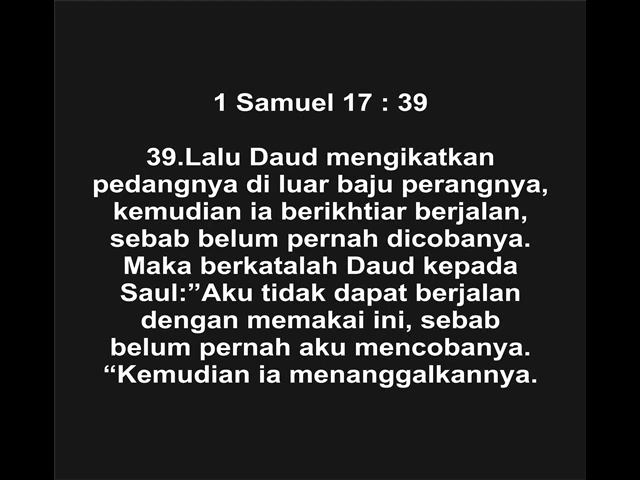 1 Samuel 17 : 39
39.Lalu Daud mengikatkan
pedangnya di luar baju perangnya,
kemudian ia berikhtiar berjalan,
sebab belum pernah dicobanya.
Maka berkatalah Daud kepada
Saul:”Aku tidak dapat berjalan
dengan memakai ini, sebab
belum pernah aku mencobanya.
“Kemudian ia menanggalkannya.